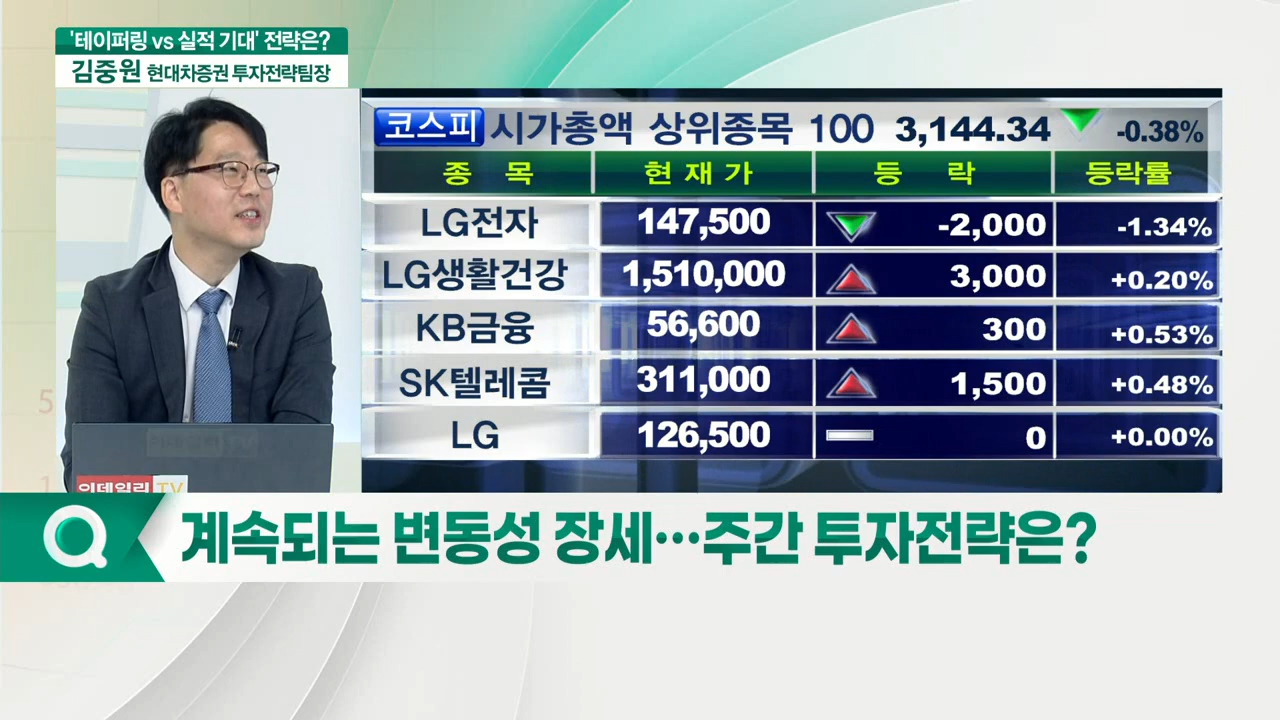 '테이퍼링 vs 실적 기대' 전략은?
김중원 현대차증권 투자전략팀장
코스피 시가총액 상위종목 100 3,144.34 -0.38%
종 목 현 재 가 등 락 등락률
LG전자 147,500 -2,000 -1.34%
LG생활건강 1,510,000 3,000 +0.20%
KB금융 56,600 300 +0.53%
SK텔레콤 311,000 1,500 +0.48%
LG 126,500 0 +0.00%
이데일리 TV
계속되는 변동성 장세…주간 투자전략은?